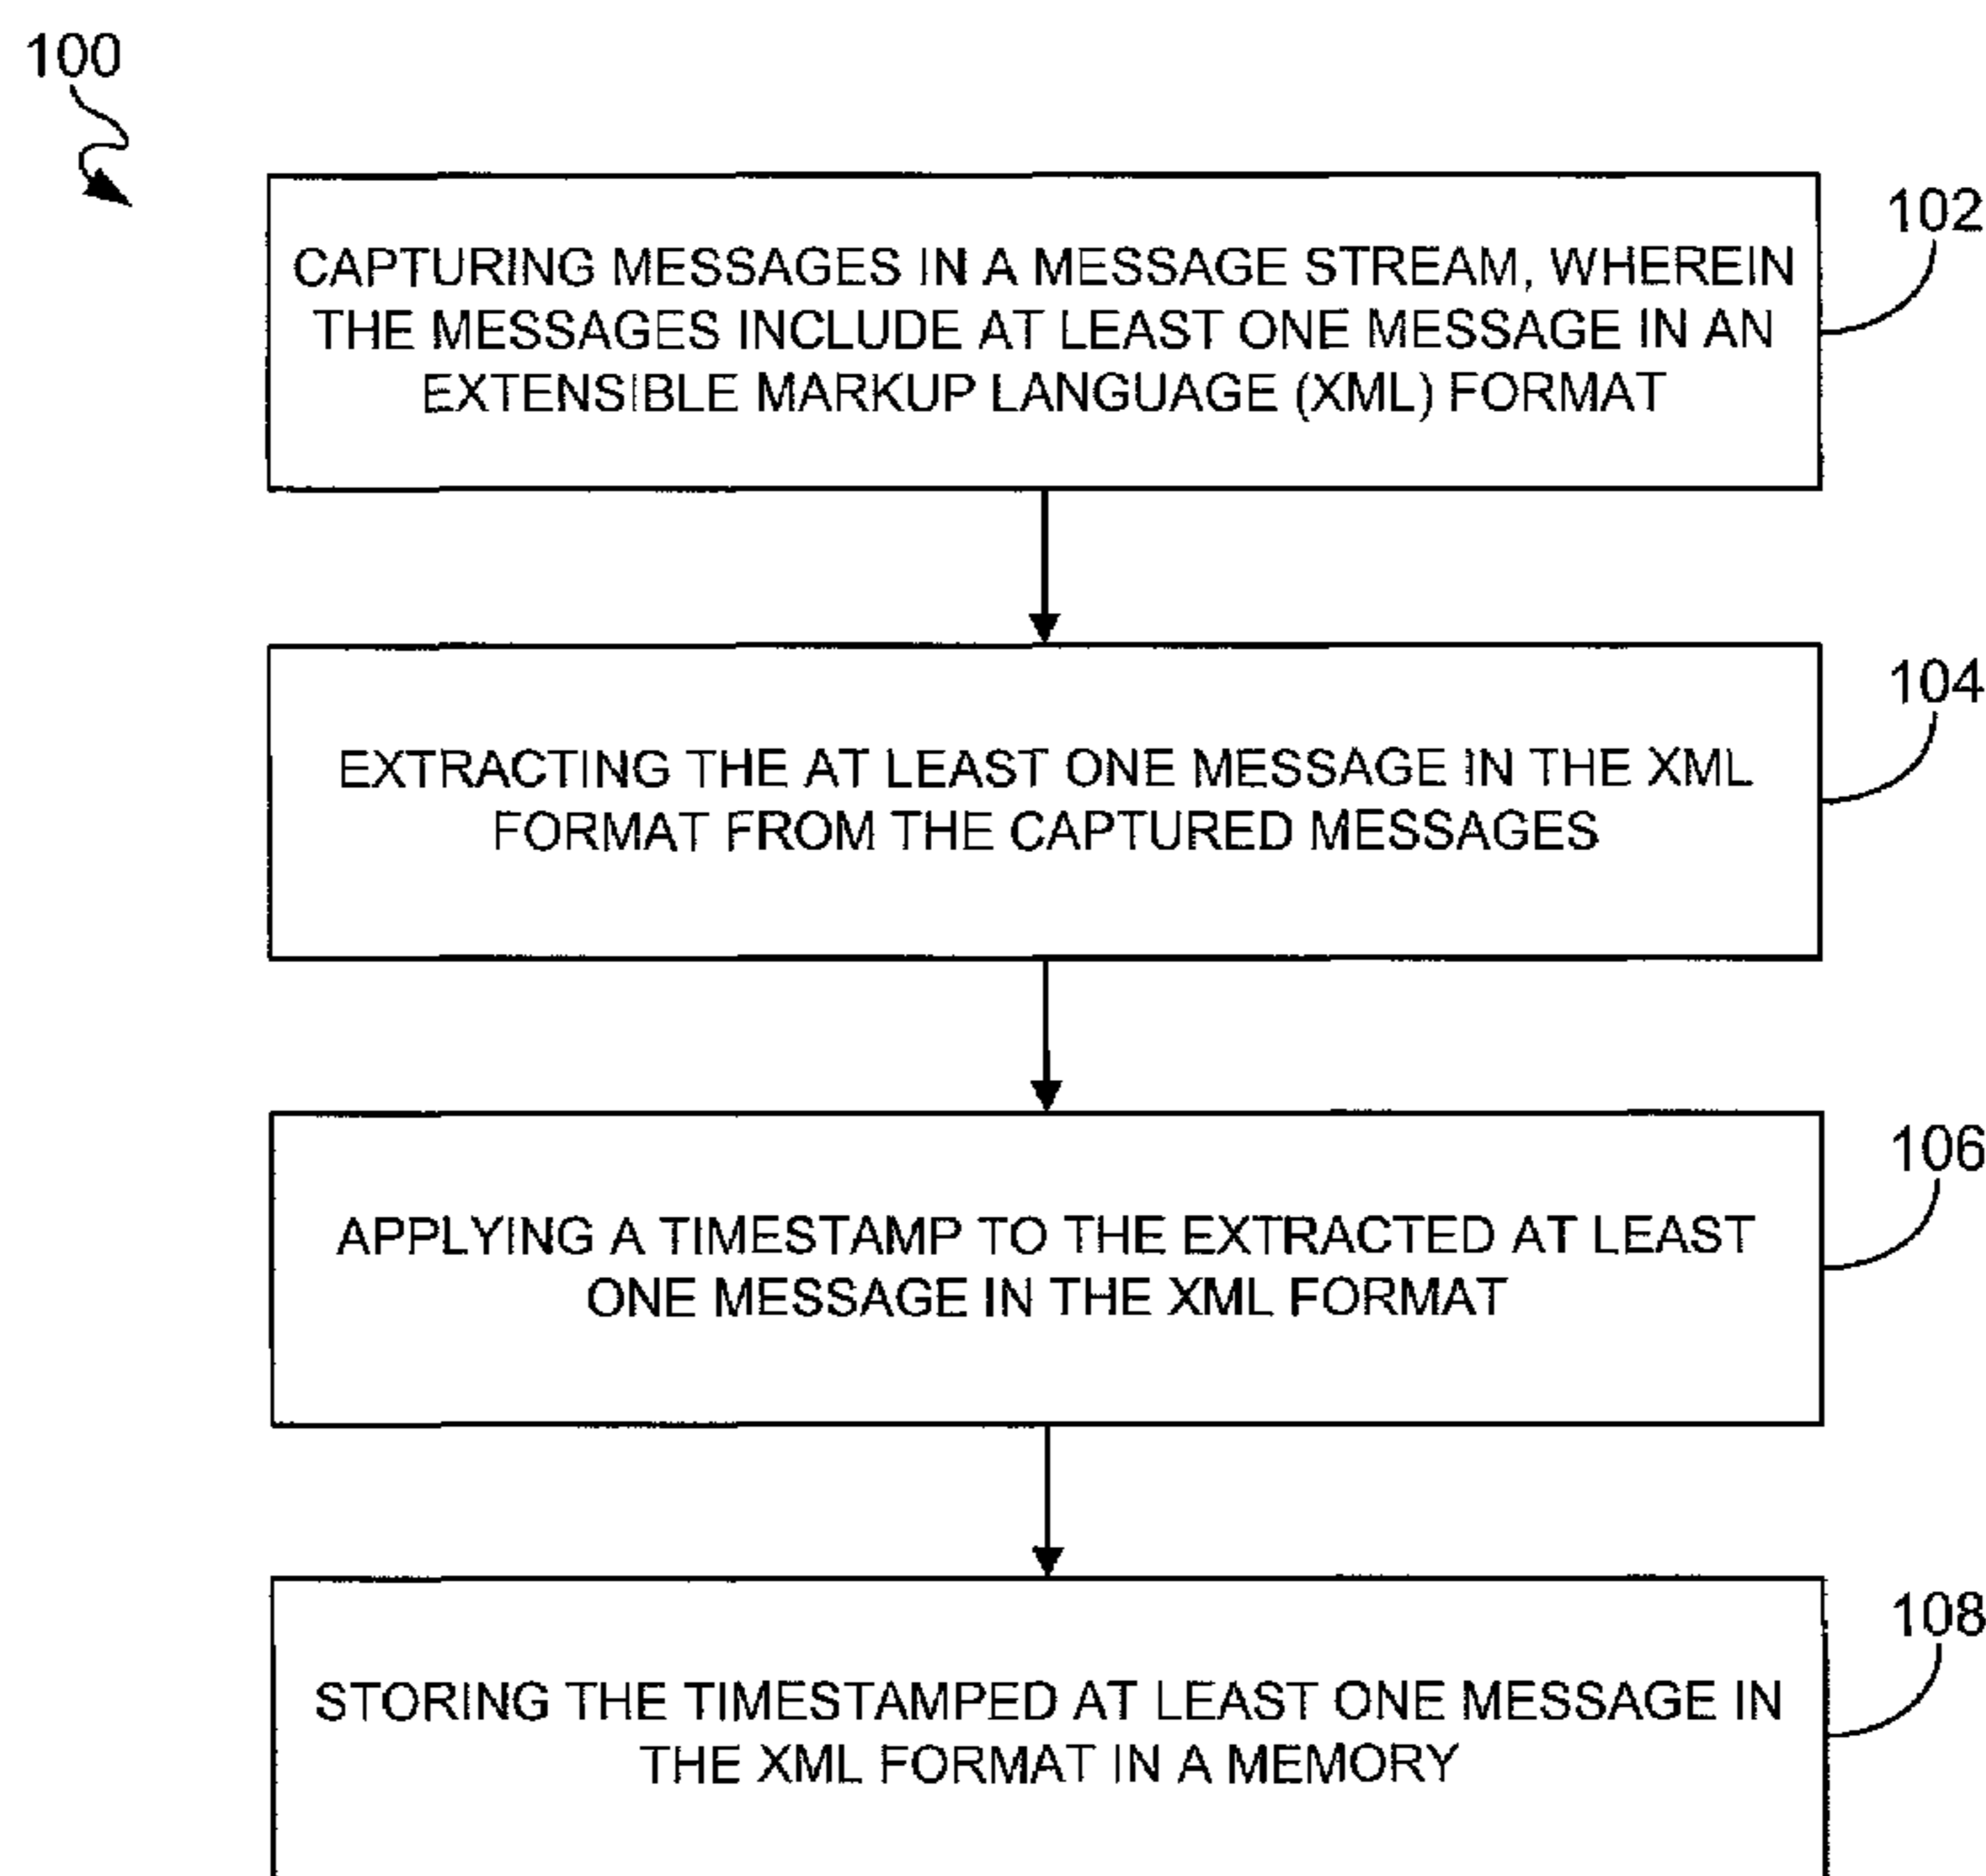 100
102
CAPTURING MESSAGES IN A MESSAGE STREAM, WHEREIN
THE MESSAGES INCLUDE AT LEAST ONE MESSAGE IN AN
EXTENSIBLE MARKUP LANGUAGE (XML) FORMAT
104
EXTRACTING THE AT LEAST ONE MESSAGE IN THE XML
FORMAT FROM THE CAPTURED MESSAGES
106
APPLYING A TIMESTAMP TO THE EXTRACTED AT LEAST
ONE MESSAGE IN THE XML FORMAT
108
STORING THE TIMESTAMPED AT LEAST ONE MESSAGE IN
THE XML FORMAT IN A MEMORY